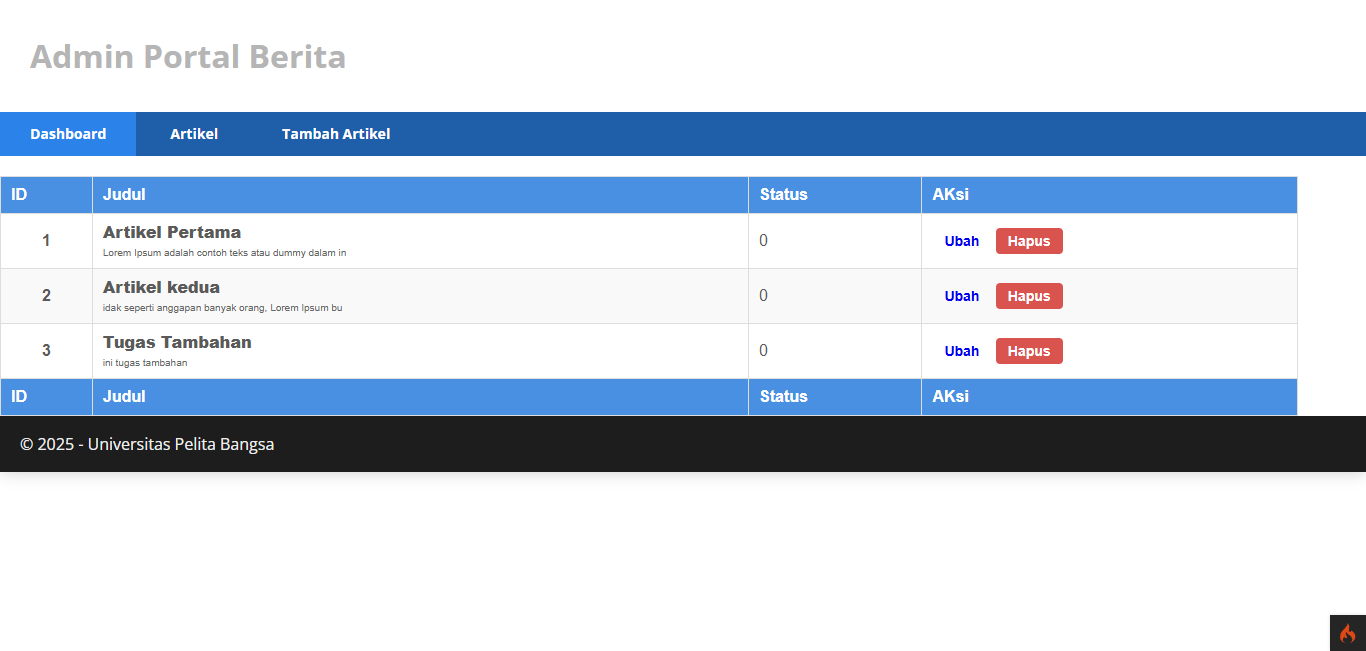 Admin Portal Berita
Dashboard Artikel Tambah Artikel
ID Judul Status AKsi
1 Artikel Pertama 0 Ubah Hapus
Lorem Ipsum adalah contoh teks atau dummy dalam in
2 Artikel kedua 0 Ubah Hapus
idak seperti anggapan banyak orang, Lorem Ipsum bu
3 Tugas Tambahan 0 Ubah Hapus
ini tugas tambahan
ID Judul Status AKsi
© 2025 - Universitas Pelita Bangsa